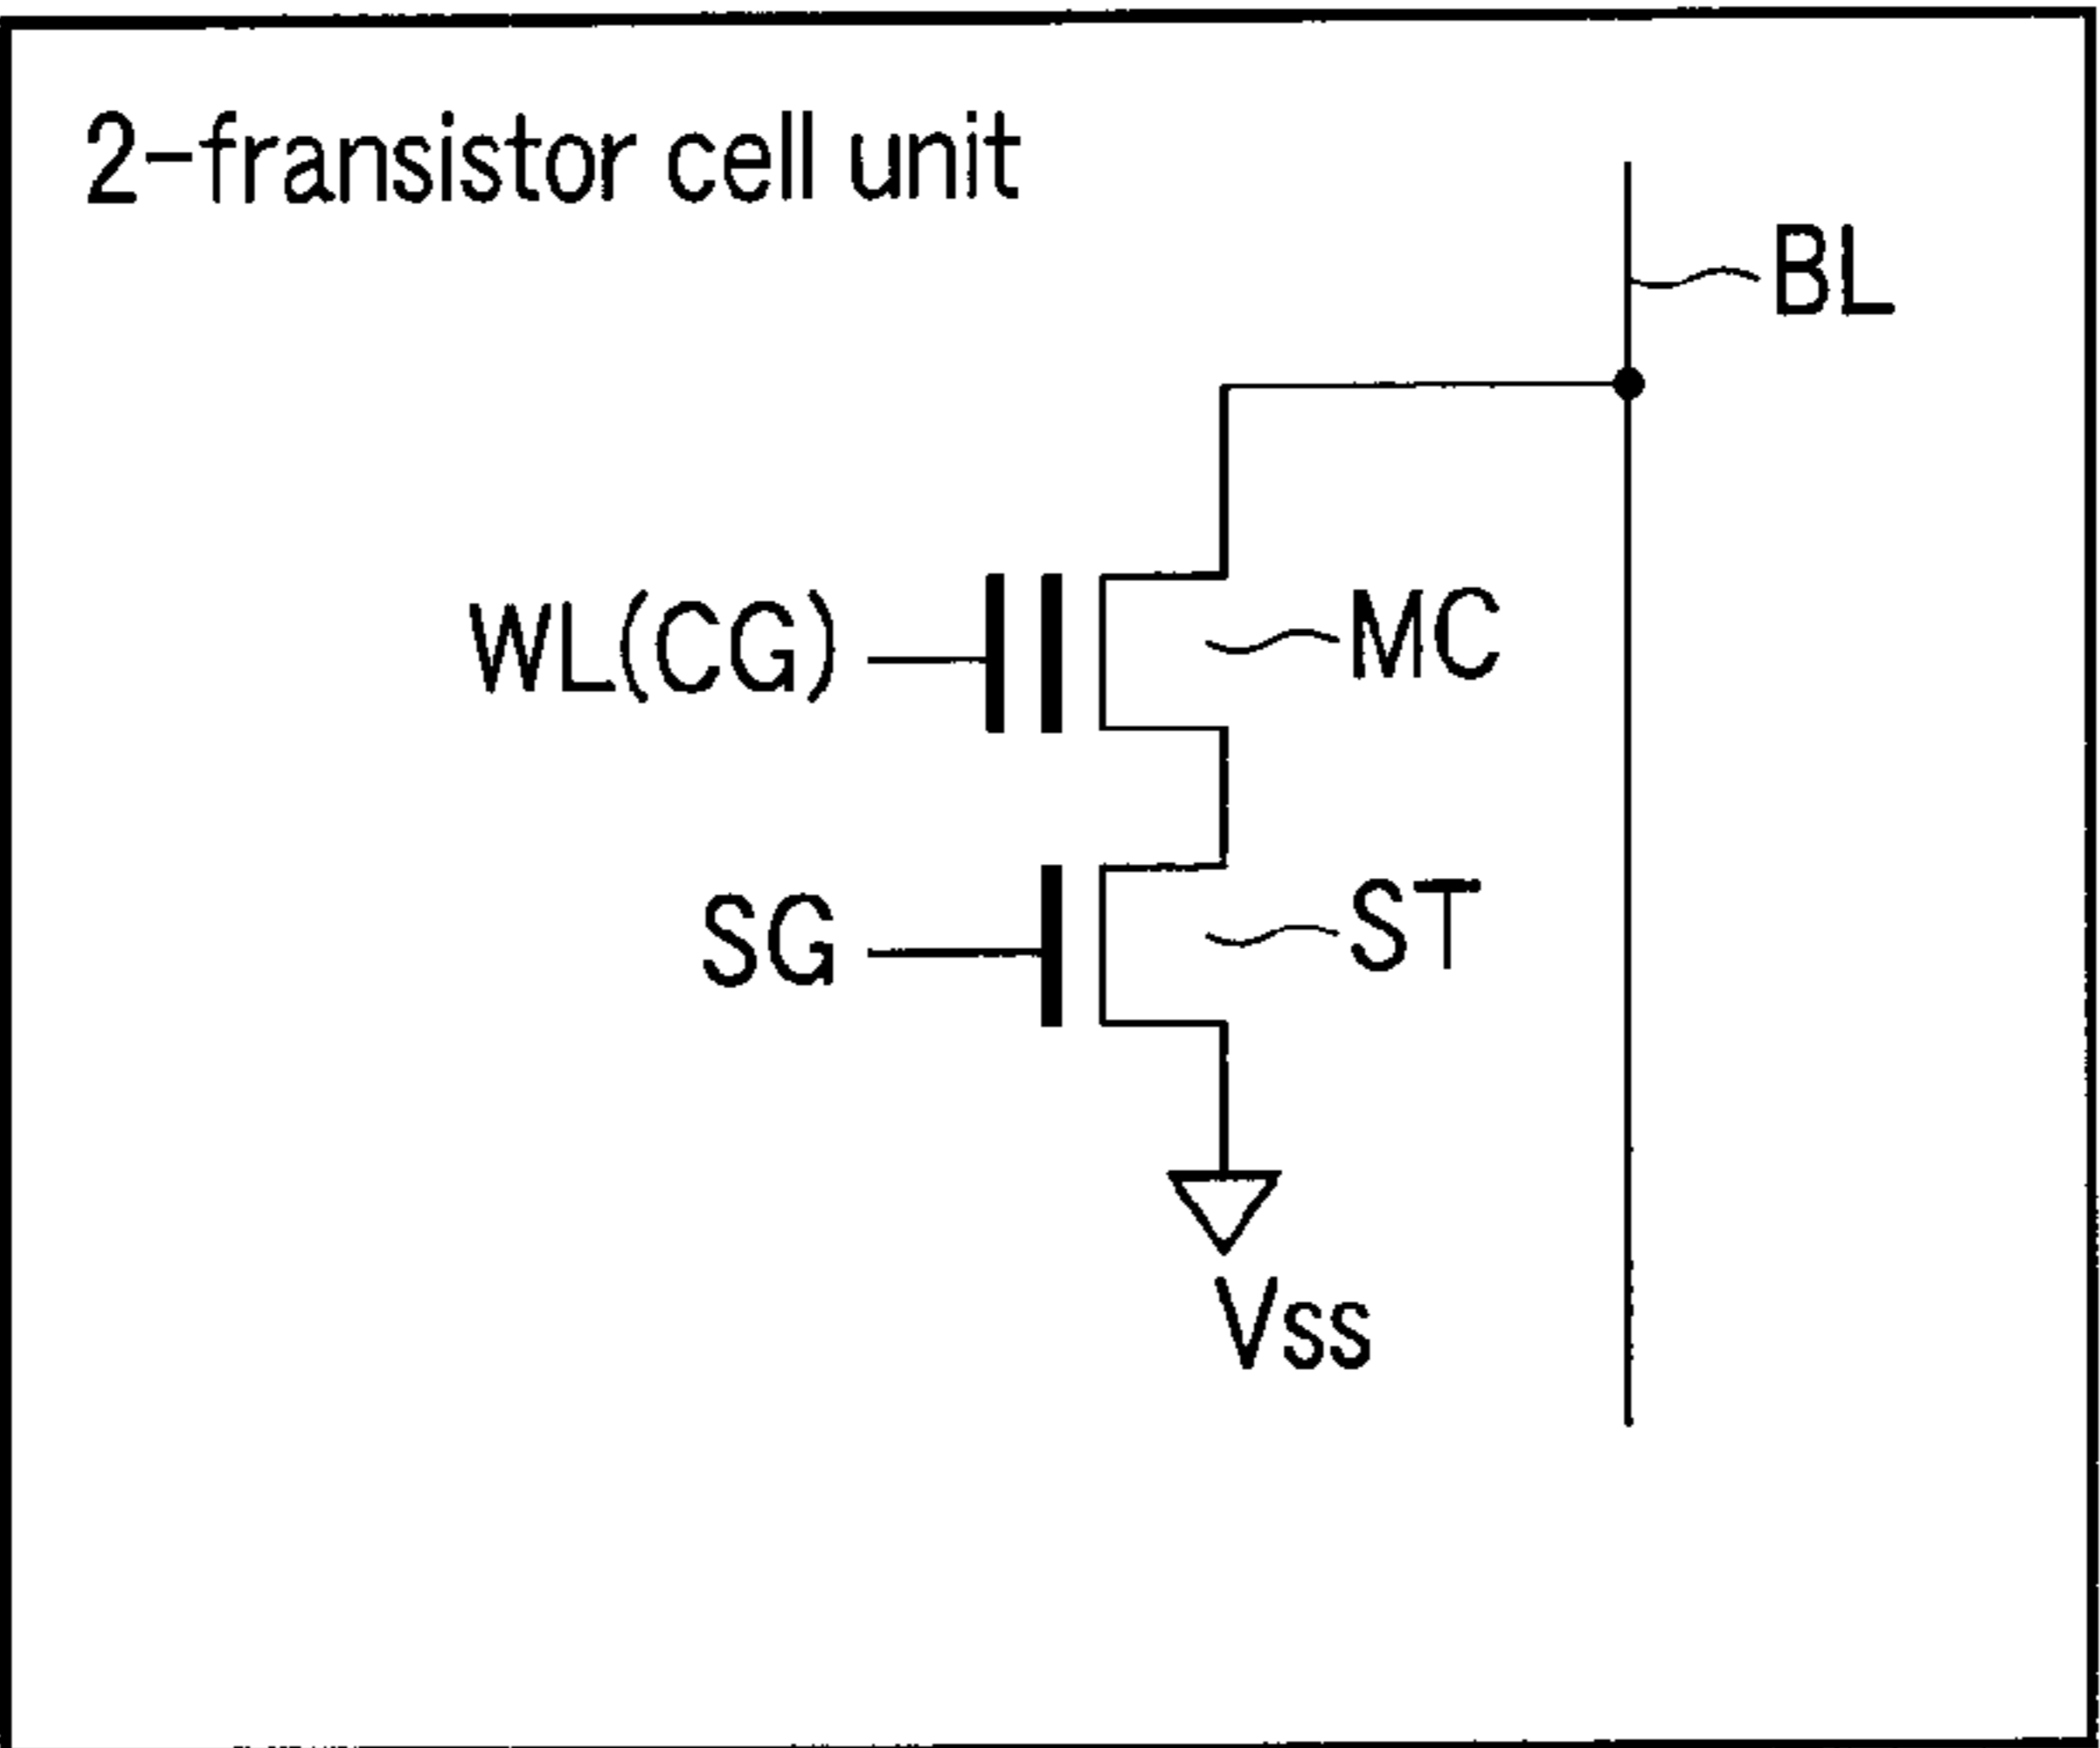 2-fransistor cell unit
BL
WL(CG)
MC
SG
ST
Vss